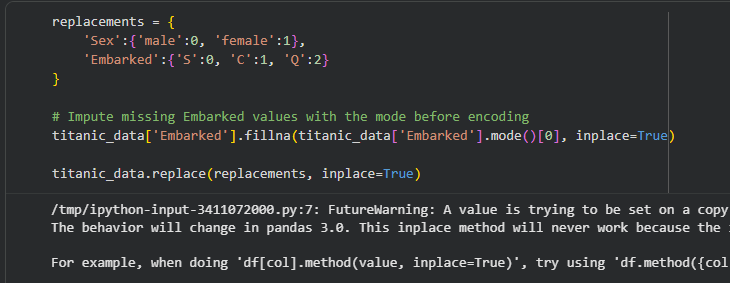 replacements = {
    'Sex':{'male':0, 'female':1},
    'Embarked':{'S':0, 'C':1, 'Q':2}
}
# Impute missing Embarked values with the mode before encoding
titanic_data['Embarked'].fillna(titanic_data['Embarked'].mode()[0], inplace=True)
titanic_data.replace(replacements, inplace=True)
/tmp/ipython-input-3411072000.py:7: FutureWarning: A value is trying to be set on a copy
The behavior will change in pandas 3.0. This inplace method will never work because the
For example, when doing 'df[col].method(value, inplace=True)', try using 'df.method({col